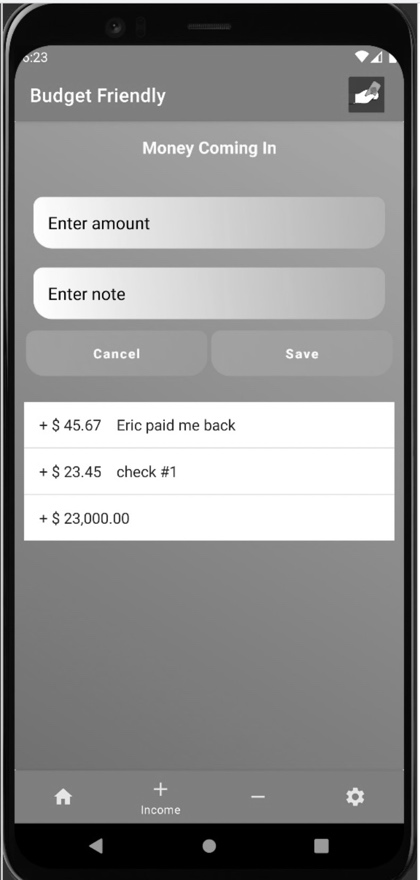 6:23
Budget Friendly
Money Coming In
Enter amount
Enter note
Cancel Save
+ $ 45.67 Eric paid me back
+ $ 23.45 check #1
+ $ 23,000.00
Income